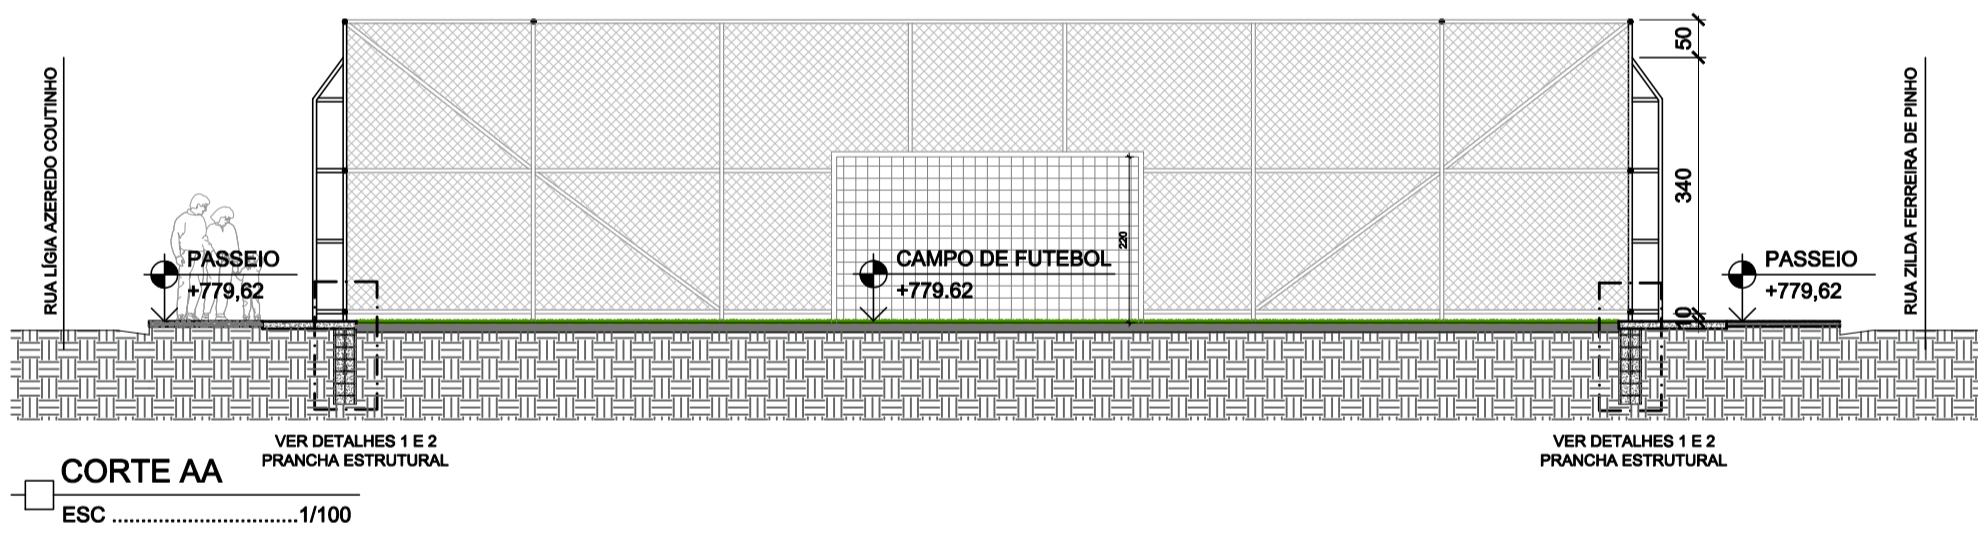 50
340
10
RUA LÍGIA AZEREDO COUTINHO
RUA ZILDA FERREIRA DE PINHO
220
PASSEIO
+779,62
CAMPO DE FUTEBOL
+779.62
PASSEIO
+779,62
VER DETALHES 1 E 2
PRANCHA ESTRUTURAL
VER DETALHES 1 E 2
PRANCHA ESTRUTURAL
CORTE AA
ESC ................................1/100